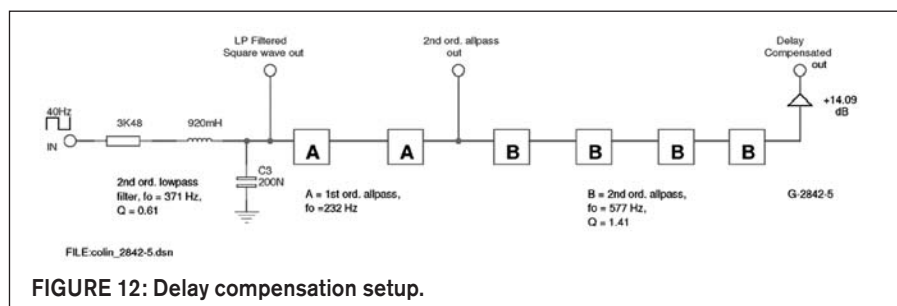 LP Filtered
Square wave out
2nd ord. allpass
out
Delay
Compensated
out
+14.09
dB
40Hz
IN
3K48
920mH
C3
200N
A
A
B
B
B
B
2nd ord. lowpass
filter, fo = 371 Hz,
Q = 0.61
A = 1st ord. allpass,
fo =232 Hz
B = 2nd ord. allpass,
fo = 577 Hz,
Q = 1.41
G-2842-5
FILE:colin_2842-5.dsn
FIGURE 12: Delay compensation setup.